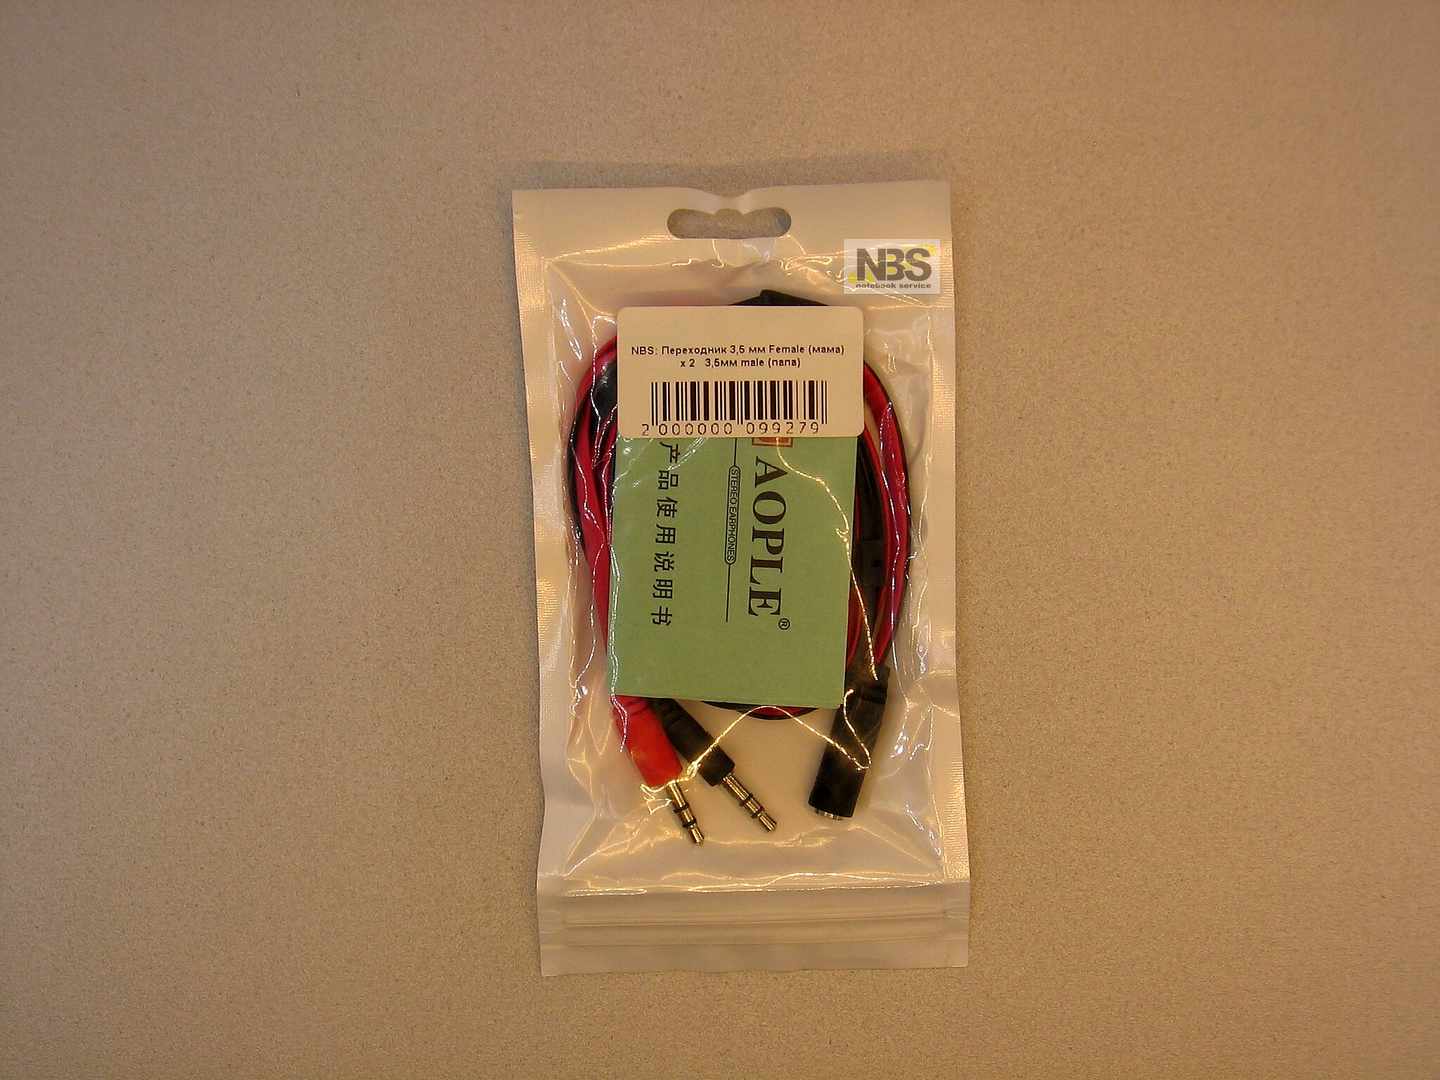 NBS
notebook service
NBS: Переходник 3,5 мм Female (мама)
x 2 3,5мм male (папа)
2 000000 099279
AOPLE®
STEREO EARPHONES
产品使用说明书